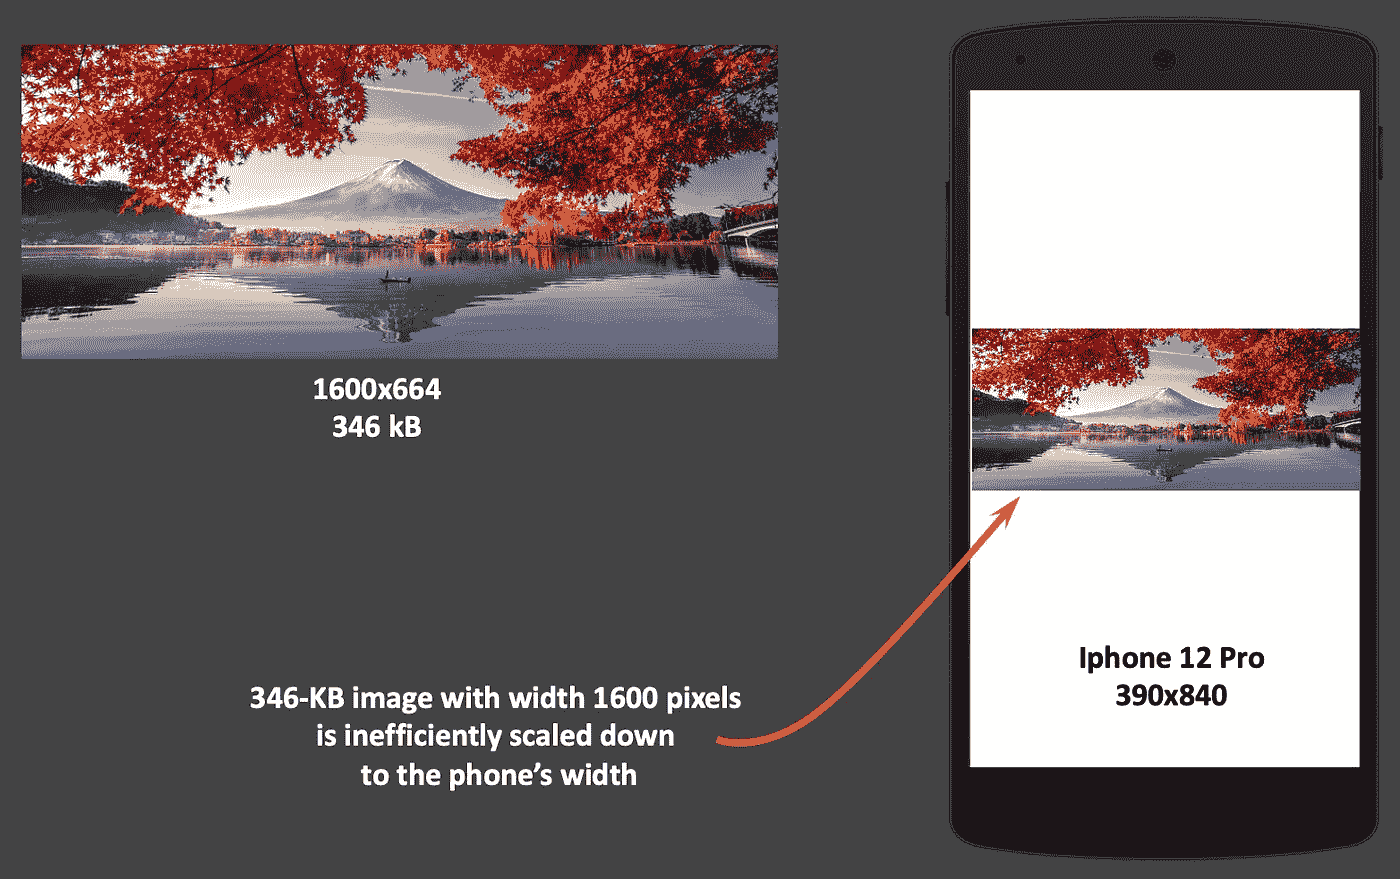 1600x664
346 kB
346-KB image with width 1600 pixels
is inefficiently scaled down
to the phone’s width
Iphone 12 Pro
390x840